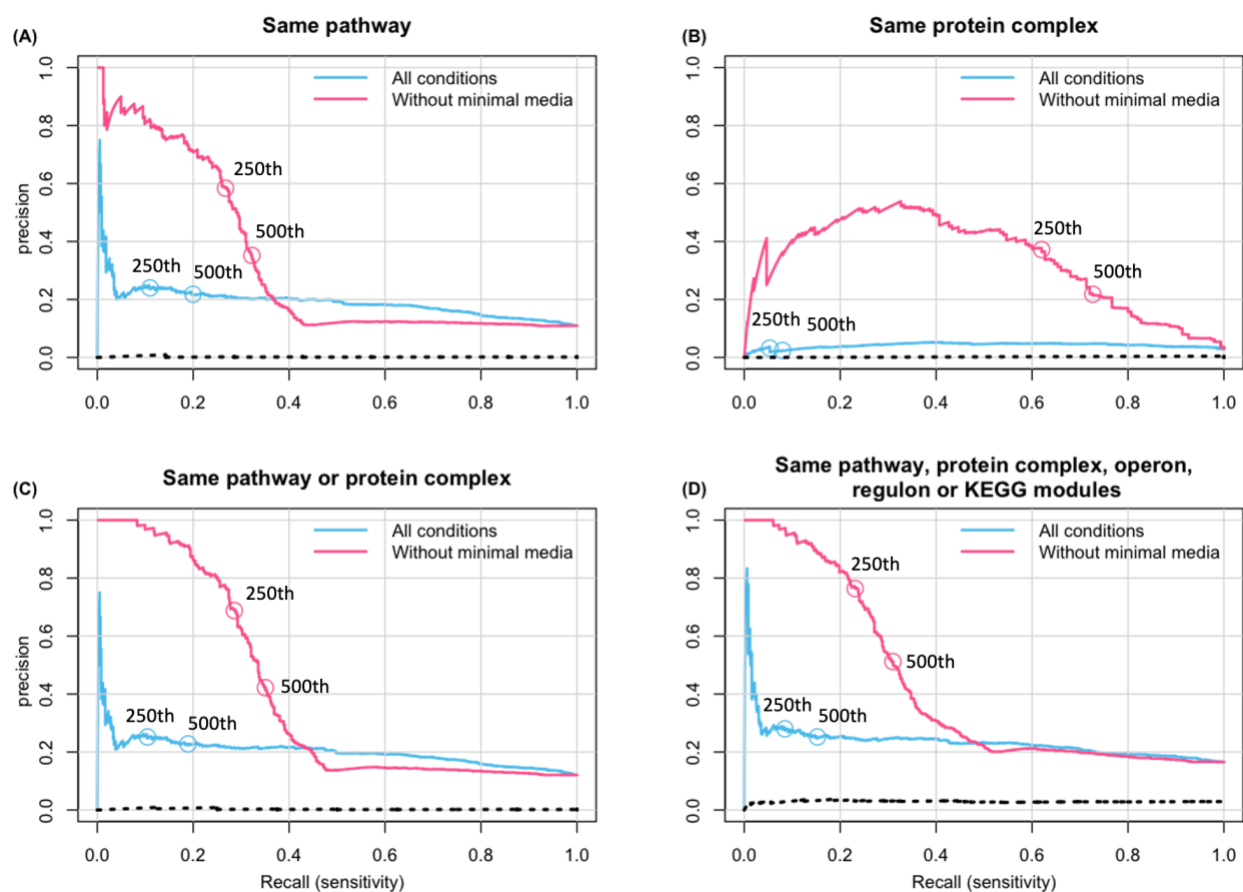 (A)
Same pathway
All conditions
Without minimal media
250th
500th
250th
500th
precision
0.0 0.2 0.4 0.6 0.8 1.0
0.0 0.2 0.4 0.6 0.8 1.0
(B)
Same protein complex
All conditions
Without minimal media
250th
500th
250th
500th
0.0 0.2 0.4 0.6 0.8 1.0
0.0 0.2 0.4 0.6 0.8 1.0
(C)
Same pathway or protein complex
All conditions
Without minimal media
250th
500th
250th
500th
precision
0.0 0.2 0.4 0.6 0.8 1.0
0.0 0.2 0.4 0.6 0.8 1.0
Recall (sensitivity)
(D)
Same pathway, protein complex, operon,
regulon or KEGG modules
All conditions
Without minimal media
250th
500th
250th
500th
0.0 0.2 0.4 0.6 0.8 1.0
0.0 0.2 0.4 0.6 0.8 1.0
Recall (sensitivity)